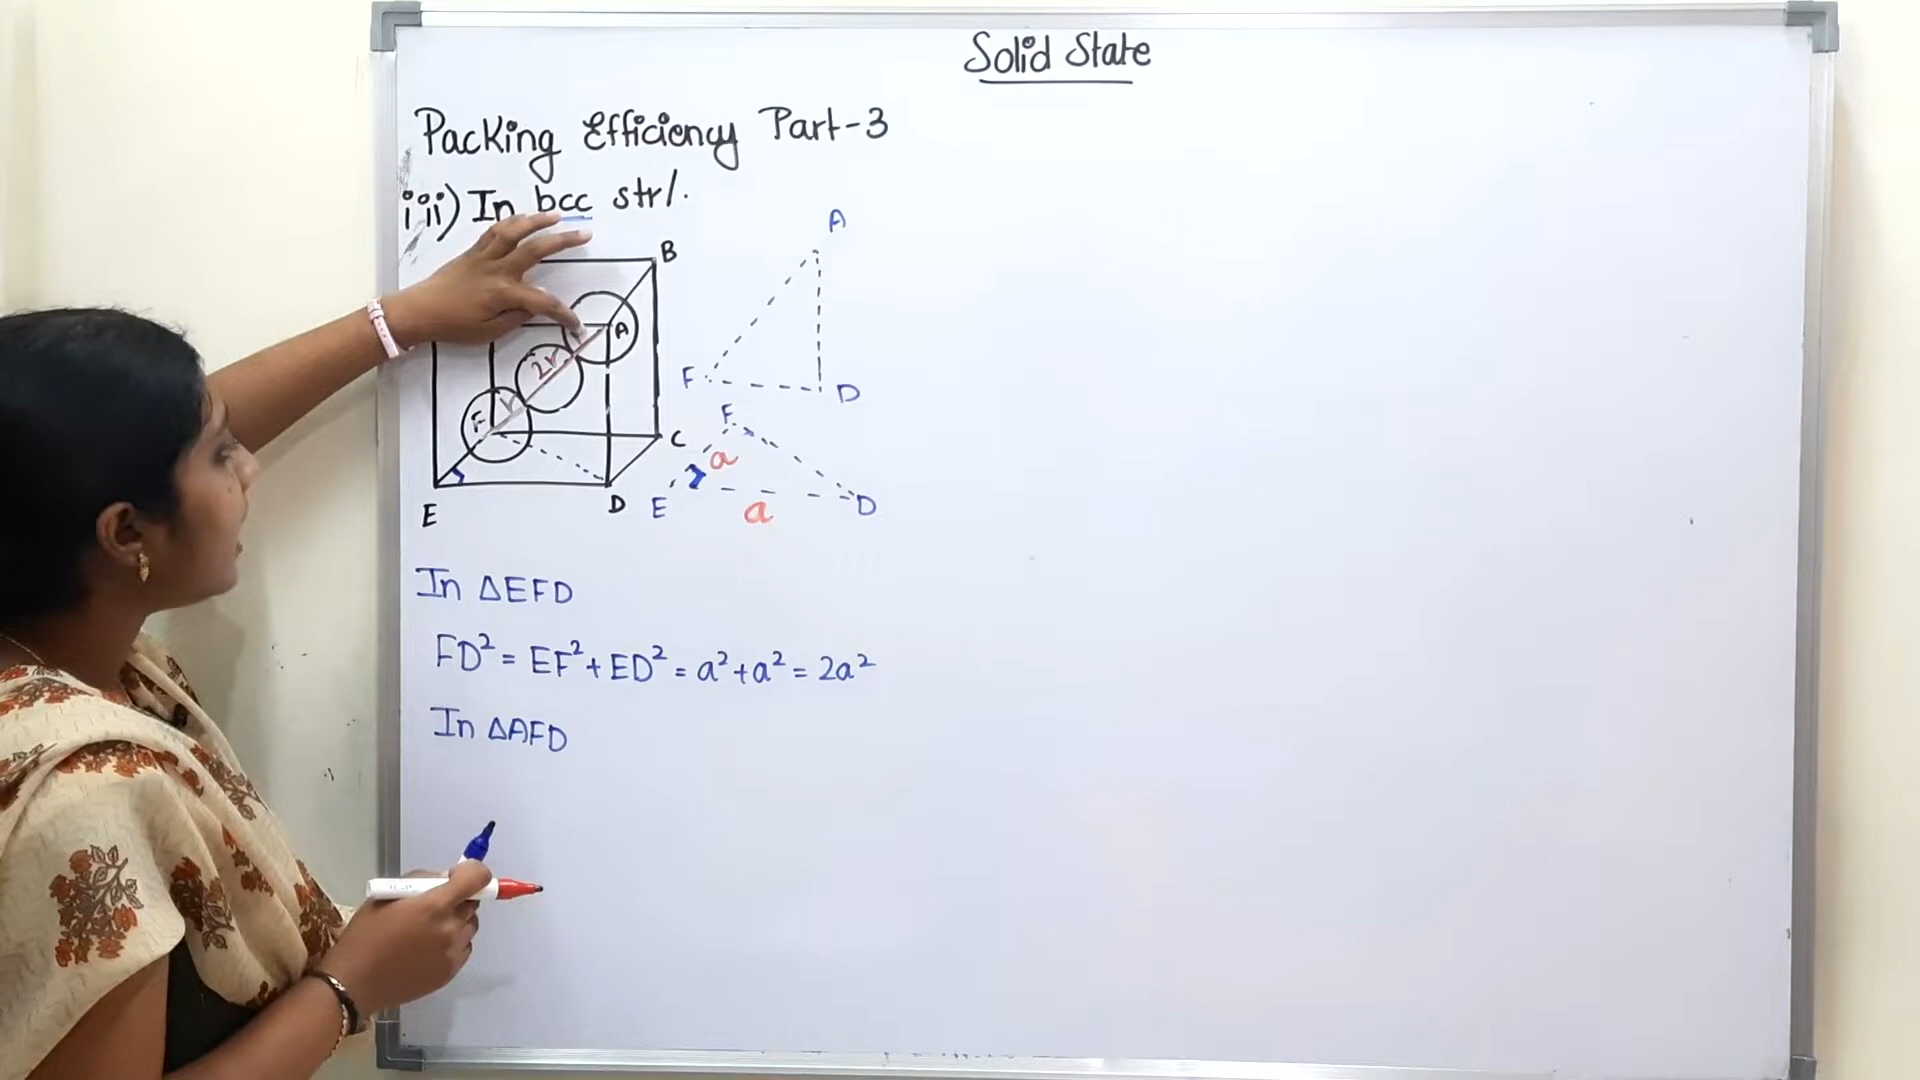 Solid State
Packing Efficiency Part-3
iii) In bcc str/.
B
A
2r
r
F
C
E
D
A
F
D
F
a
E
a
D
In ΔEFD
FD² = EF² + ED² = a² + a² = 2a²
In ΔAFD